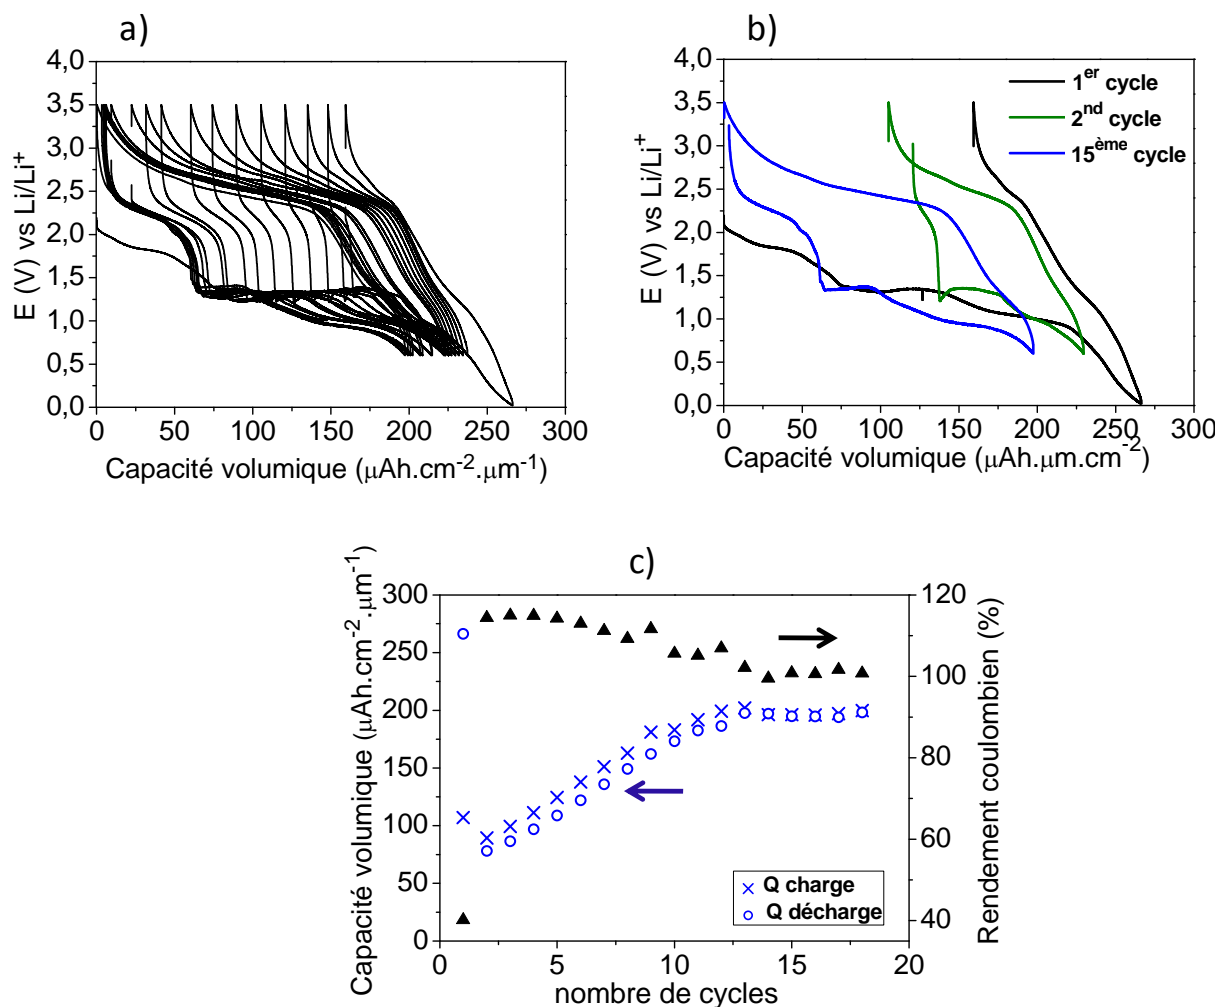 a)
E (V) vs Li/Li⁺
4,0
3,5
3,0
2,5
2,0
1,5
1,0
0,5
0,0
0 50 100 150 200 250 300
Capacité volumique (μAh.cm⁻².μm⁻¹)
b)
E (V) vs Li/Li⁺
4,0
3,5
3,0
2,5
2,0
1,5
1,0
0,5
0,0
0 50 100 150 200 250 300
Capacité volumique (μAh.μm.cm⁻²)
1ᵉʳ cycle
2ⁿᵈ cycle
15ᵉᵐᵉ cycle
c)
Capacité volumique (μAh.cm⁻².μm⁻¹)
300
250
200
150
100
75
50
25
0
120
100
80
60
40
Rendement coulombien (%)
Q charge
Q décharge
0 5 10 15 20
nombre de cycles